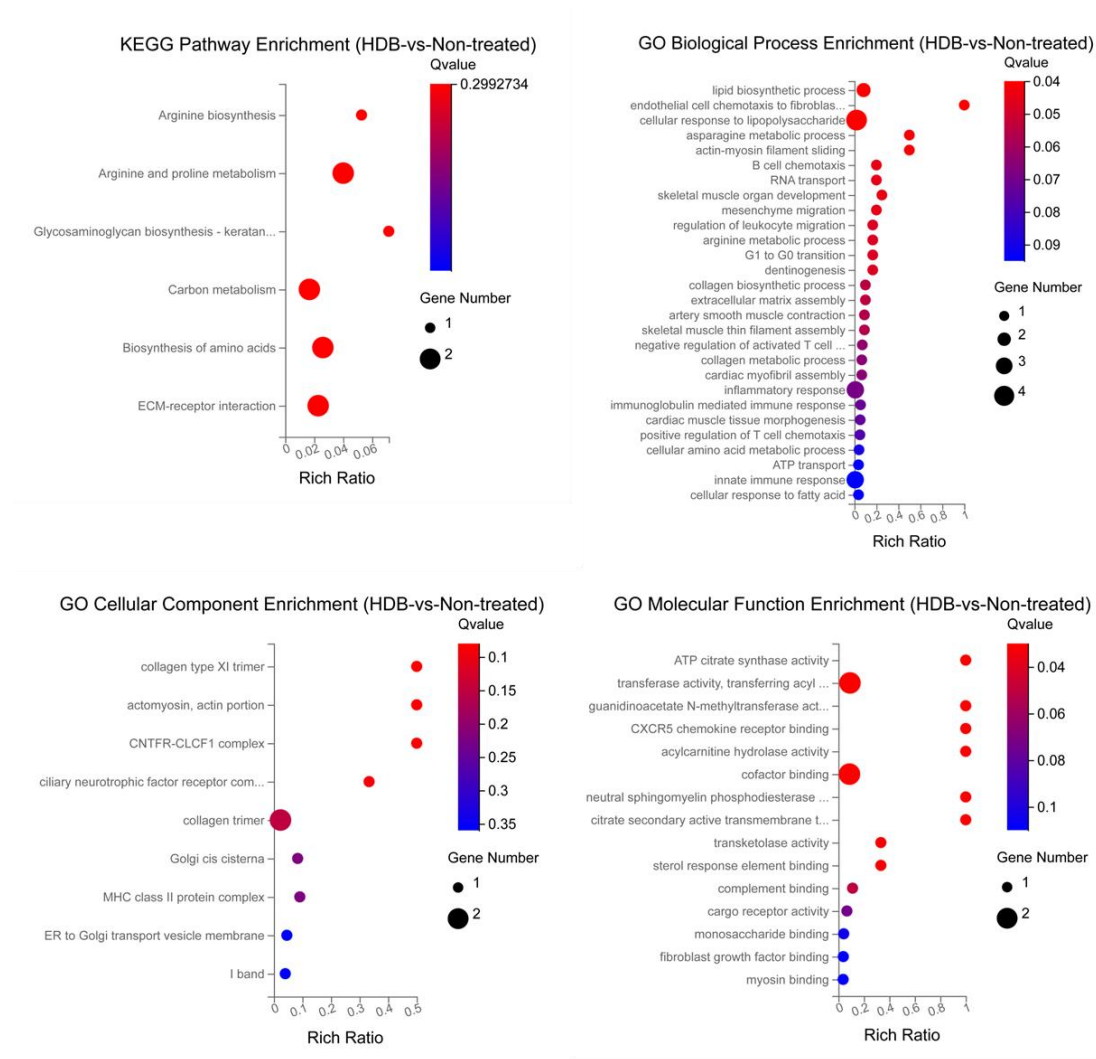 KEGG Pathway Enrichment (HDB-vs-Non-treated)
Qvalue
0.2992734
Arginine biosynthesis
Arginine and proline metabolism
Glycosaminoglycan biosynthesis - keratan...
Carbon metabolism
Biosynthesis of amino acids
ECM-receptor interaction
Gene Number
1
2
0 0.02 0.04 0.06
Rich Ratio
GO Biological Process Enrichment (HDB-vs-Non-treated)
Qvalue
0.04
0.05
0.06
0.07
0.08
0.09
lipid biosynthetic process
endothelial cell chemotaxis to fibroblas...
cellular response to lipopolysaccharide
asparagine metabolic process
actin-myosin filament sliding
B cell chemotaxis
RNA transport
skeletal muscle organ development
mesenchyme migration
regulation of leukocyte migration
arginine metabolic process
G1 to G0 transition
dentinogenesis
collagen biosynthetic process
extracellular matrix assembly
artery smooth muscle contraction
skeletal muscle thin filament assembly
negative regulation of activated T cell ...
collagen metabolic process
cardiac myofibril assembly
inflammatory response
immunoglobulin mediated immune response
cardiac muscle tissue morphogenesis
positive regulation of T cell chemotaxis
cellular amino acid metabolic process
ATP transport
innate immune response
cellular response to fatty acid
Gene Number
1
2
3
4
0 0.2 0.4 0.6 0.8 1
Rich Ratio
GO Cellular Component Enrichment (HDB-vs-Non-treated)
Qvalue
0.1
0.15
0.2
0.25
0.3
0.35
collagen type XI trimer
actomyosin, actin portion
CNTFR-CLCF1 complex
ciliary neurotrophic factor receptor com...
collagen trimer
Golgi cis cisterna
MHC class II protein complex
ER to Golgi transport vesicle membrane
I band
Gene Number
1
2
0 0.1 0.2 0.3 0.4 0.5
Rich Ratio
GO Molecular Function Enrichment (HDB-vs-Non-treated)
Qvalue
0.04
0.06
0.08
0.1
ATP citrate synthase activity
transferase activity, transferring acyl ...
guanidinoacetate N-methyltransferase act...
CXCR5 chemokine receptor binding
acylcarnitine hydrolase activity
cofactor binding
neutral sphingomyelin phosphodiesterase ...
citrate secondary active transmembrane t...
transketolase activity
sterol response element binding
complement binding
cargo receptor activity
monosaccharide binding
fibroblast growth factor binding
myosin binding
Gene Number
1
2
0 0.2 0.4 0.6 0.8 1
Rich Ratio